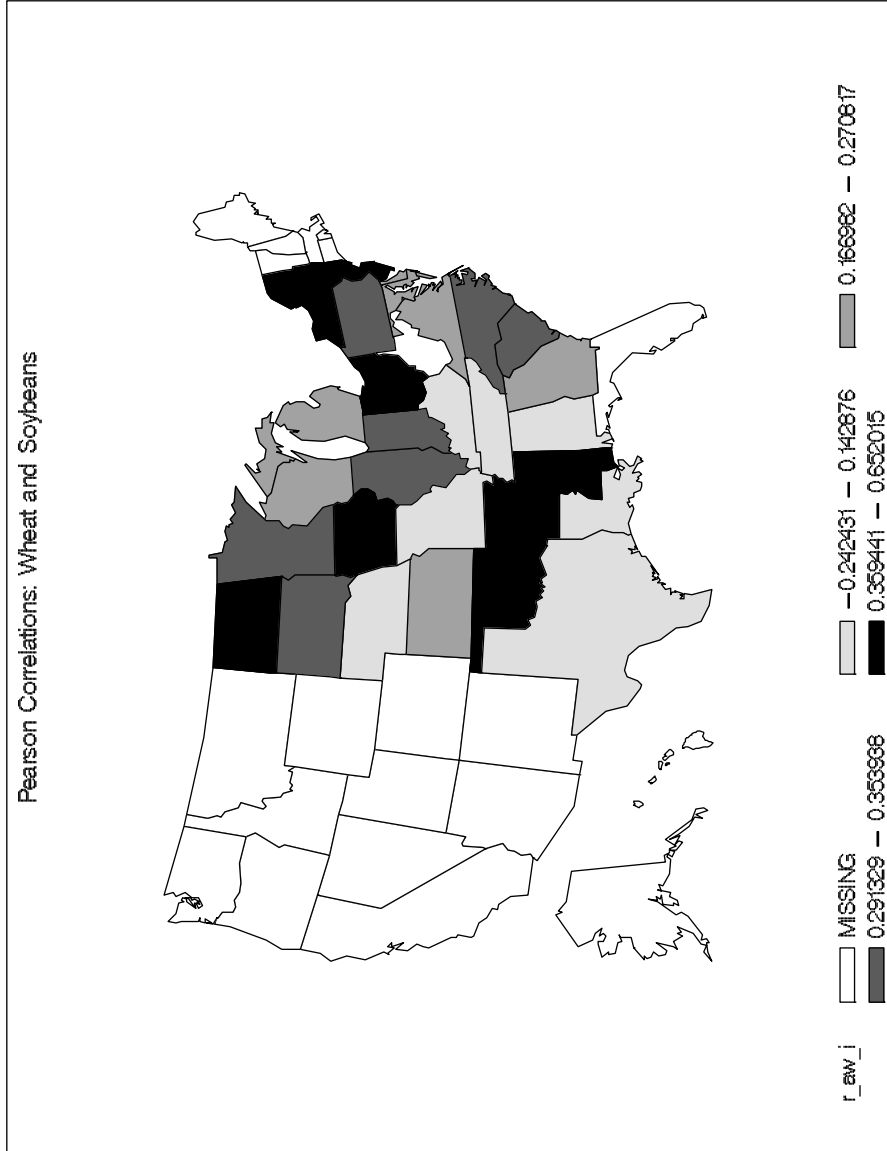 Pearson Correlations: Wheat and Soybeans
r_aw_i MISSING -0.242431 - 0.142876 0.166982 - 0.270817
0.291329 - 0.353938 0.359441 - 0.652015